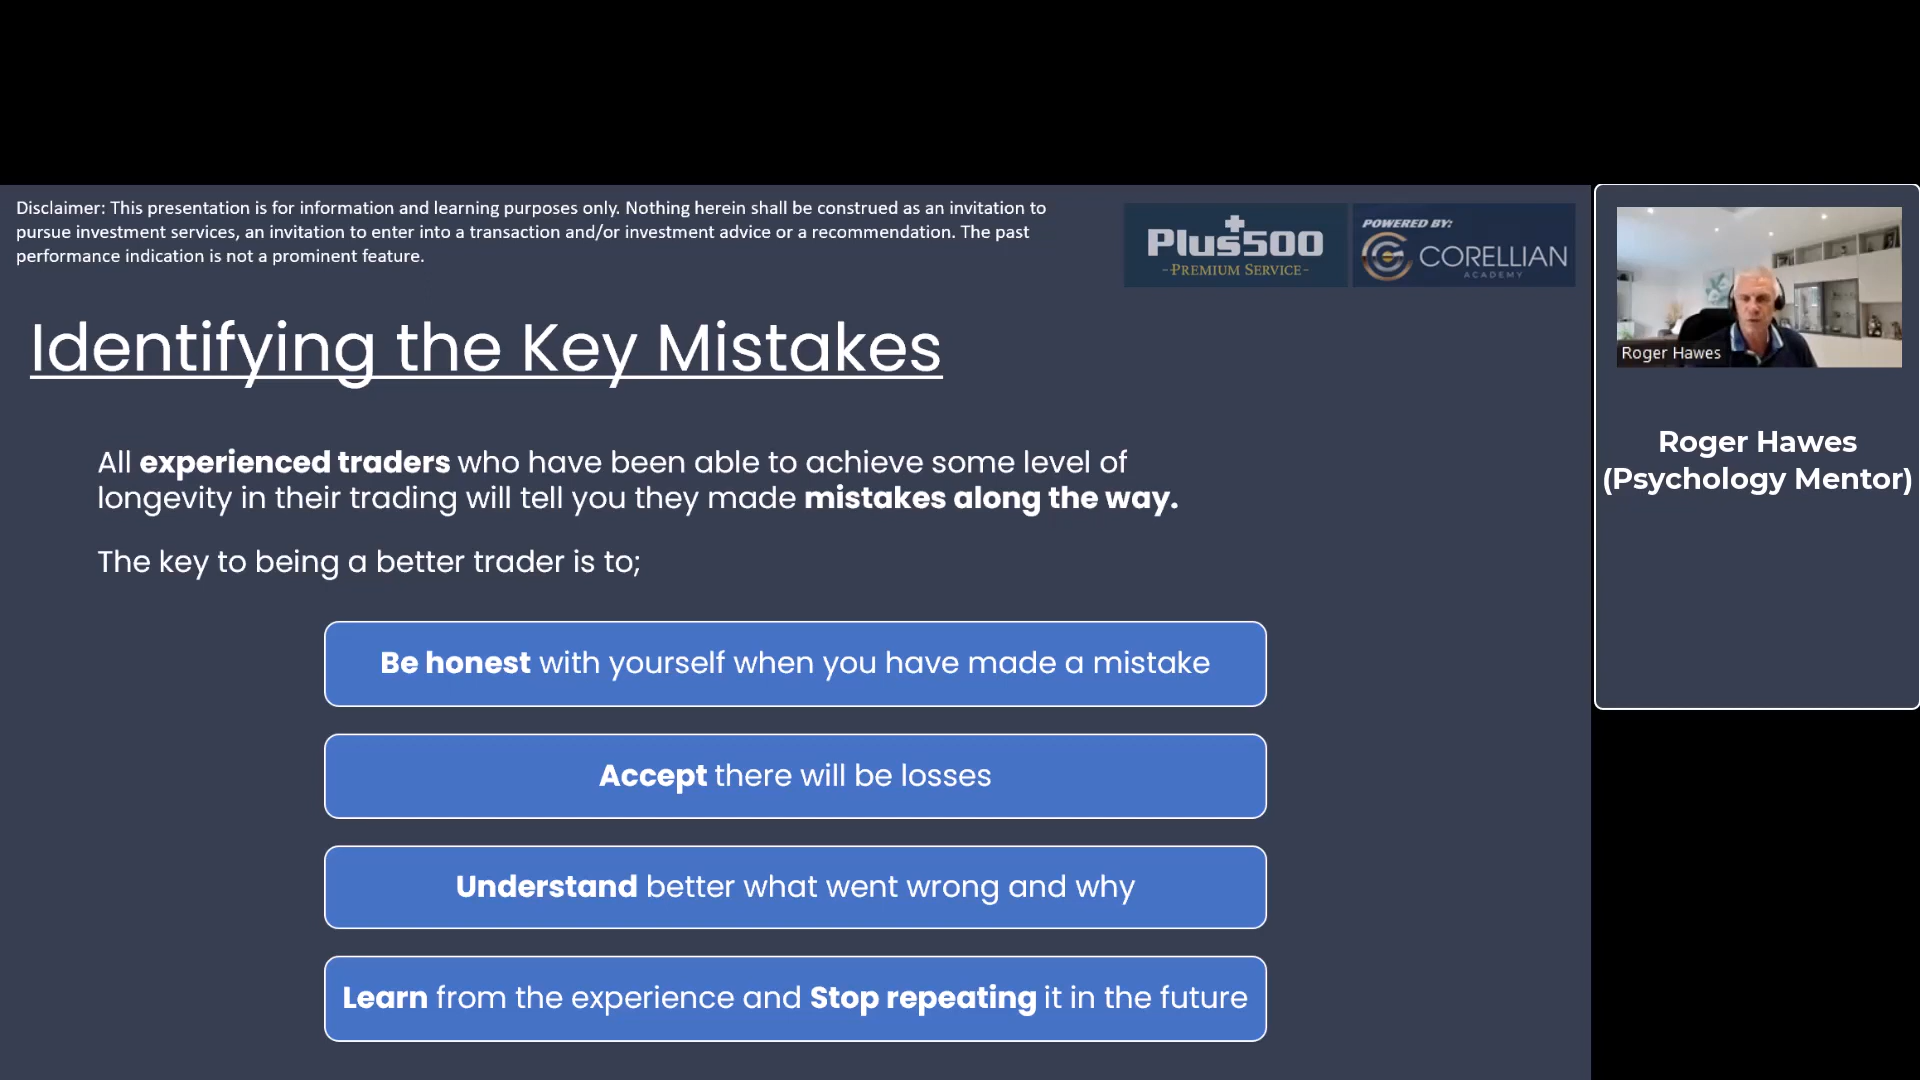 Disclaimer: This presentation is for information and learning purposes only. Nothing herein shall be construed as an invitation to
pursue investment services, an invitation to enter into a transaction and/or investment advice or a recommendation. The past
performance indication is not a prominent feature.
Plus500
-PREMIUM SERVICE-
POWERED BY:
CORELLIAN
ACADEMY
Identifying the Key Mistakes
All experienced traders who have been able to achieve some level of
longevity in their trading will tell you they made mistakes along the way.
The key to being a better trader is to;
Be honest with yourself when you have made a mistake
Accept there will be losses
Understand better what went wrong and why
Learn from the experience and Stop repeating it in the future
Roger Hawes
Roger Hawes
(Psychology Mentor)